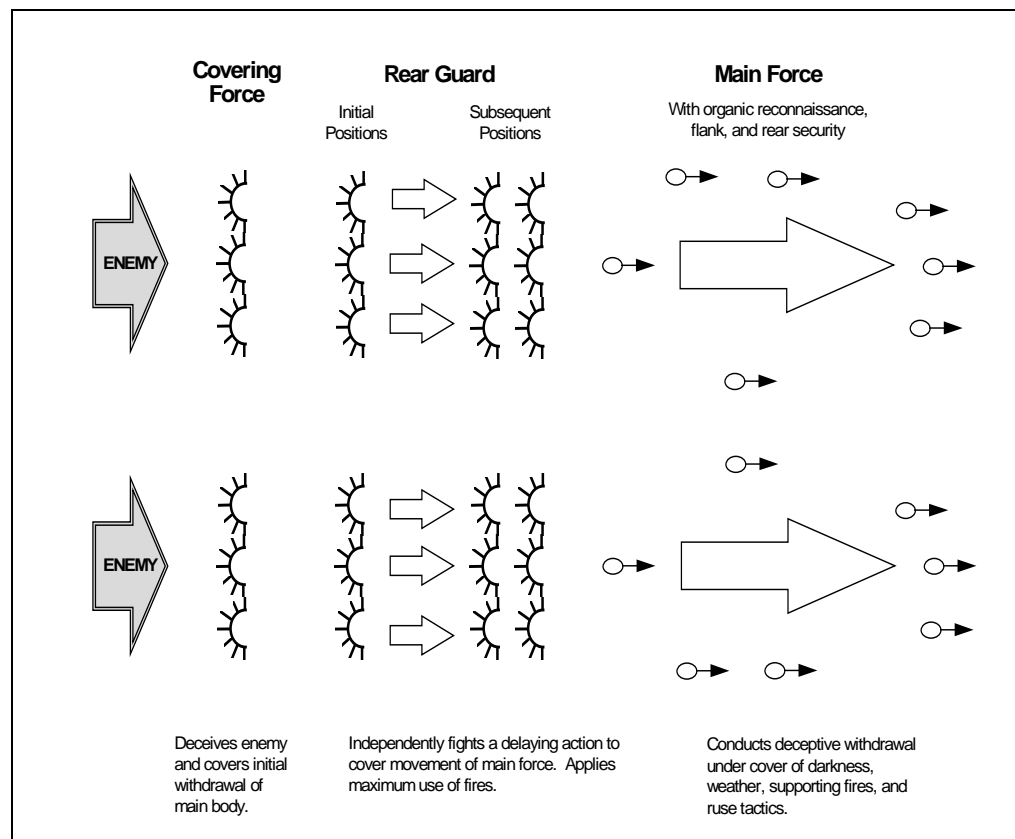 Covering
Force
Rear Guard
Main Force
Initial
Positions
Subsequent
Positions
With organic reconnaissance,
flank, and rear security
ENEMY
ENEMY
Deceives enemy
and covers initial
withdrawal of
main body.
Independently fights a delaying action to
cover movement of main force.  Applies
maximum use of fires.
Conducts deceptive withdrawal
under cover of darkness,
weather, supporting fires, and
ruse tactics.